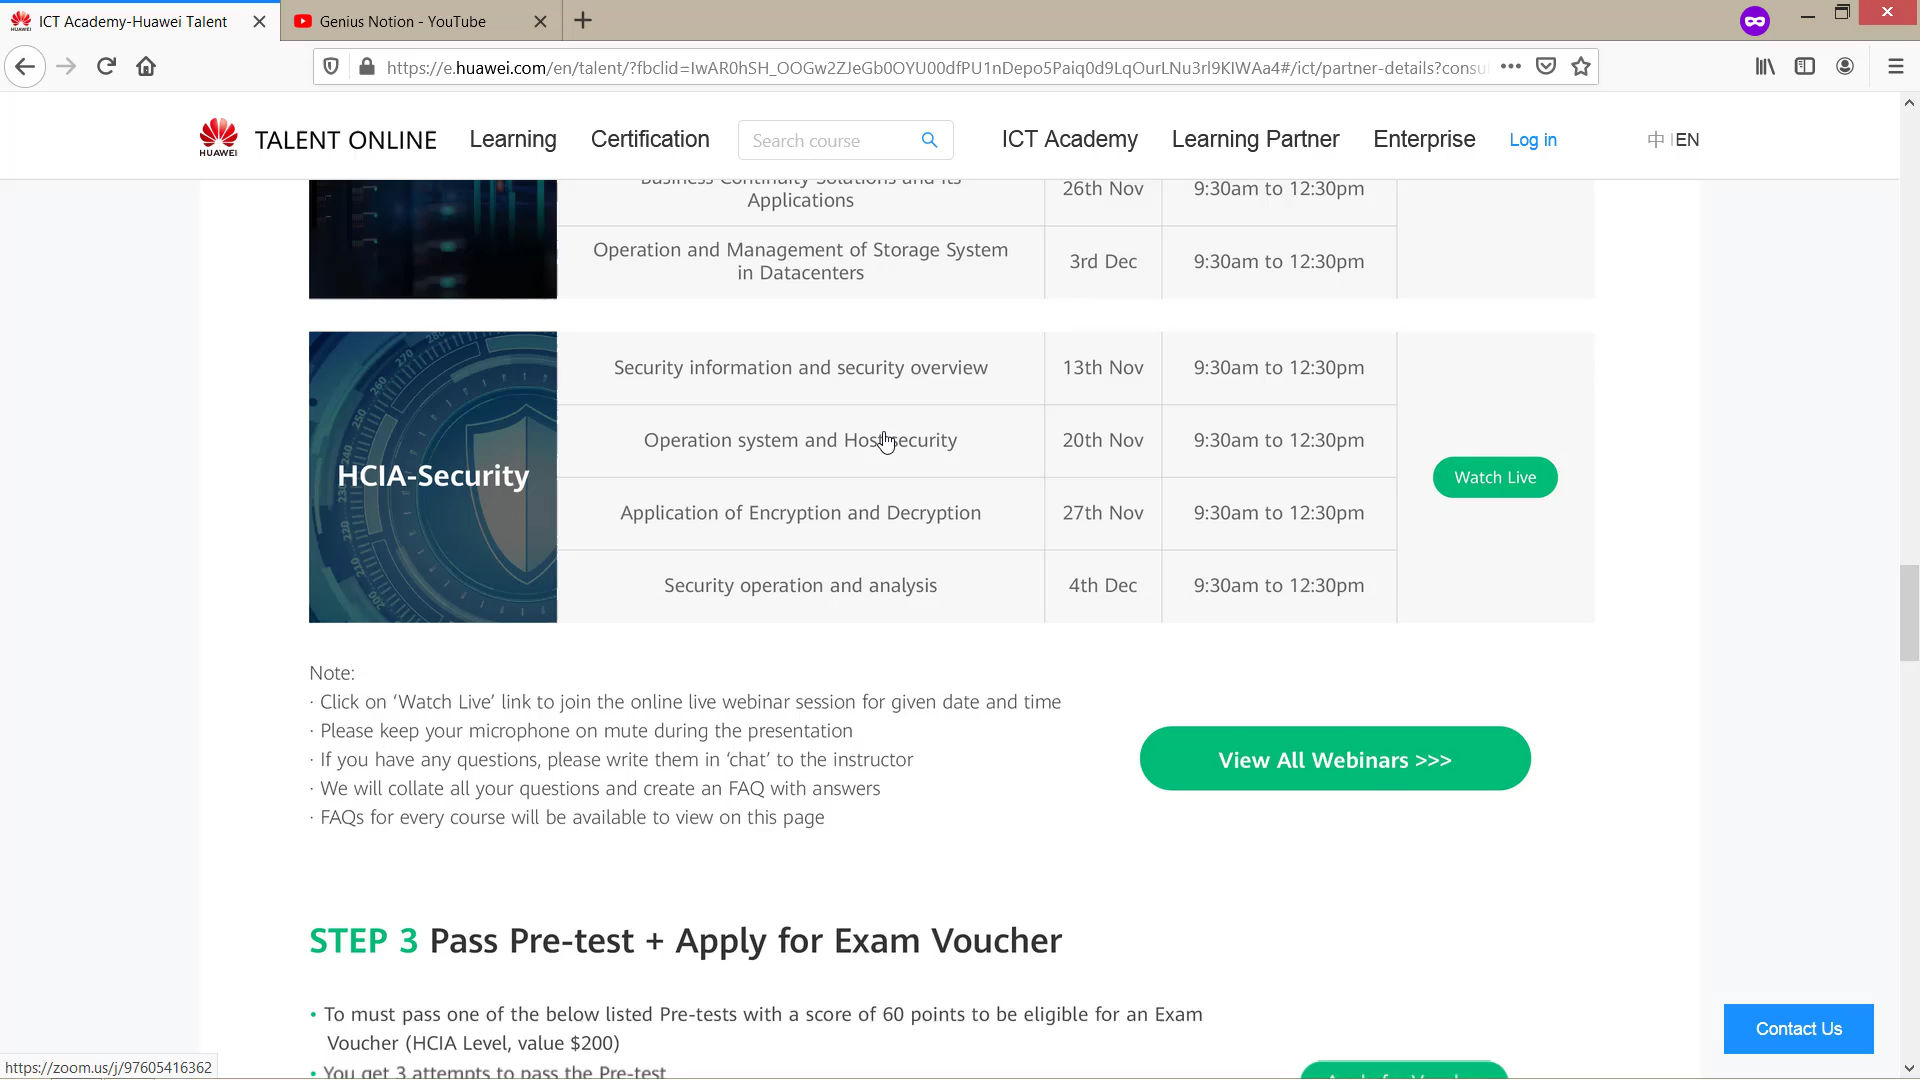 ICT Academy-Huawei Talent
Genius Notion - YouTube
https://e.huawei.com/en/talent/?fbclid=IwAR0hSH_OOGw2ZJeGb0OYU00dfPU1nDepo5Paiq0d9LqOurLNu3rl9KIWAa4#/ict/partner-details?consul
HUAWEI
TALENT ONLINE
Learning
Certification
Search course
ICT Academy
Learning Partner
Enterprise
Log in
中 | EN
Business Continuity Solutions and its
Applications
26th Nov
9:30am to 12:30pm
Operation and Management of Storage System
in Datacenters
3rd Dec
9:30am to 12:30pm
HCIA-Security
Security information and security overview
13th Nov
9:30am to 12:30pm
Operation system and Host security
20th Nov
9:30am to 12:30pm
Application of Encryption and Decryption
27th Nov
9:30am to 12:30pm
Security operation and analysis
4th Dec
9:30am to 12:30pm
Watch Live
Note:
· Click on ‘Watch Live’ link to join the online live webinar session for given date and time
· Please keep your microphone on mute during the presentation
· If you have any questions, please write them in ‘chat’ to the instructor
· We will collate all your questions and create an FAQ with answers
· FAQs for every course will be available to view on this page
View All Webinars >>>
STEP 3 Pass Pre-test + Apply for Exam Voucher
• To must pass one of the below listed Pre-tests with a score of 60 points to be eligible for an Exam
Voucher (HCIA Level, value $200)
• You get 3 attempts to pass the Pre-test
Contact Us
https://zoom.us/j/97605416362